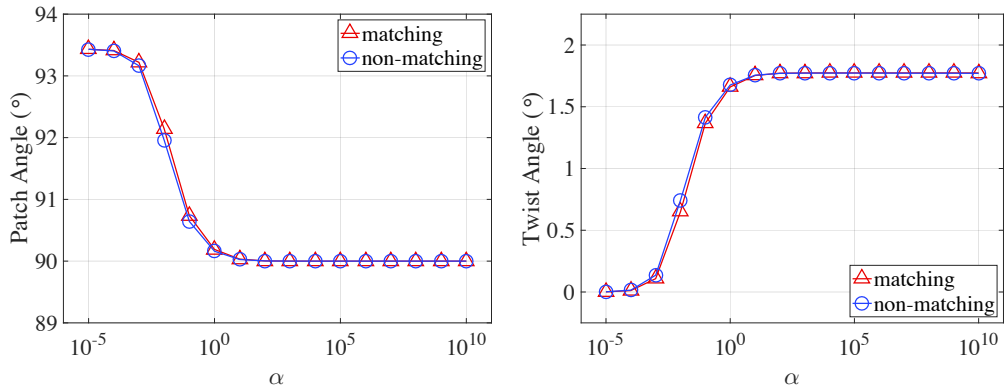 94
93
92
91
90
89
Patch Angle (°)
10^-5
10^0
10^5
10^10
α
matching
non-matching
2
1.5
1
0.5
0
Twist Angle (°)
10^-5
10^0
10^5
10^10
α
matching
non-matching